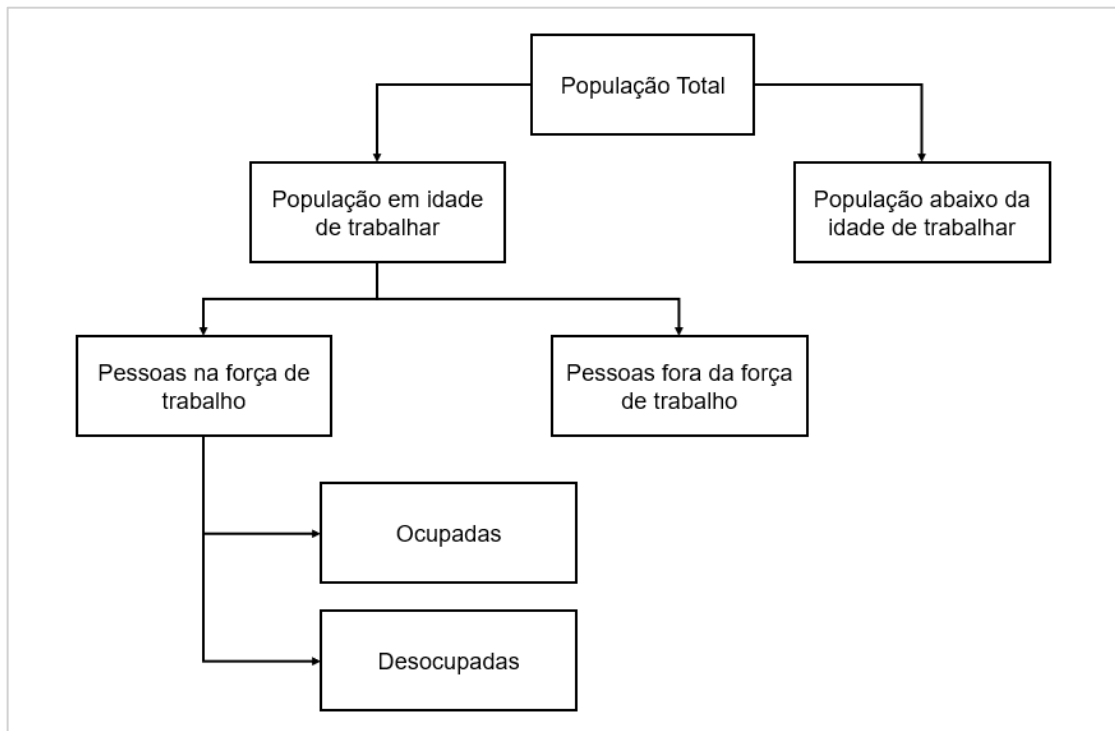 População Total
População em idade
de trabalhar
População abaixo da
idade de trabalhar
Pessoas na força de
trabalho
Pessoas fora da força
de trabalho
Ocupadas
Desocupadas